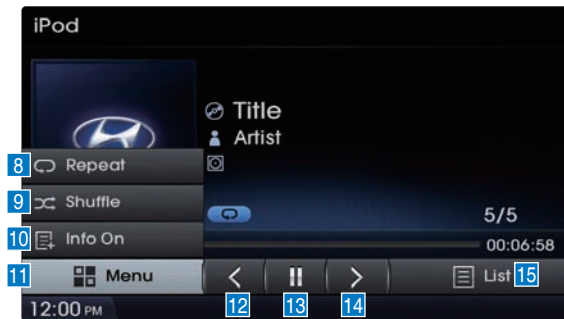 iPod
Title
Artist
8 Repeat
9 Shuffle
5/5
10 Info On
00:06:58
11 Menu
List 15
12:00 PM
12 13 14